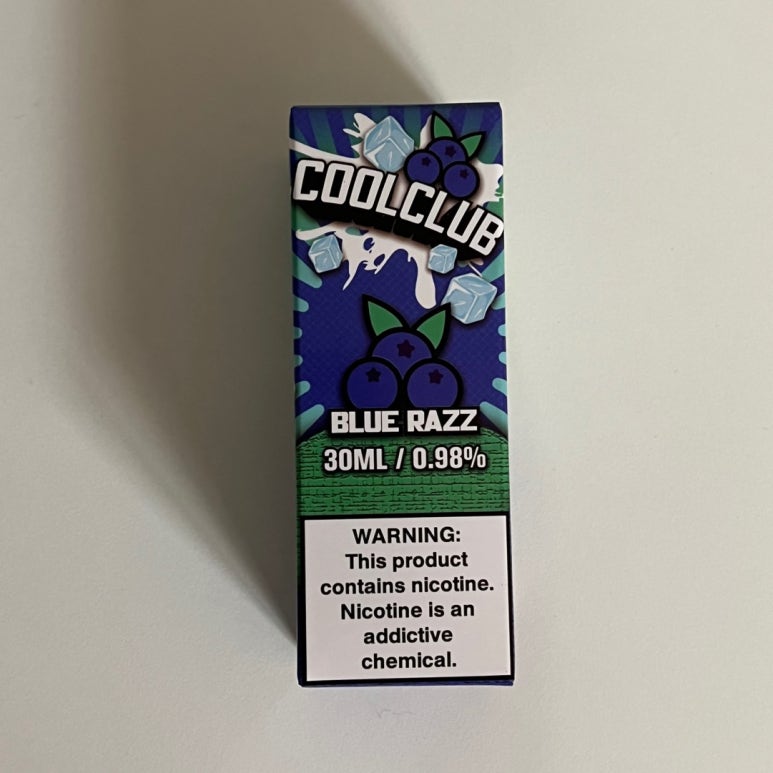 COOLCLUB
BLUE RAZZ
30ML / 0.98%
WARNING:
This product
contains nicotine.
Nicotine is an
addictive
chemical.